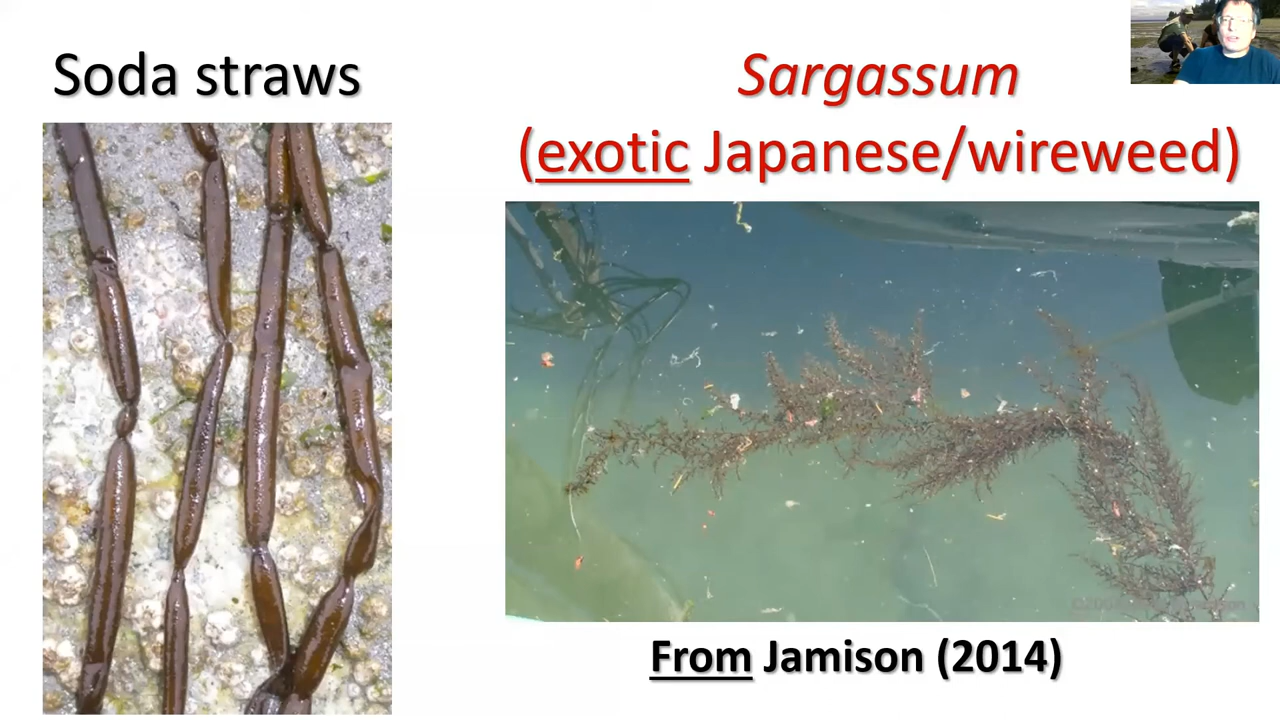 Soda straws
Sargassum
(exotic Japanese/wireweed)
From Jamison (2014)